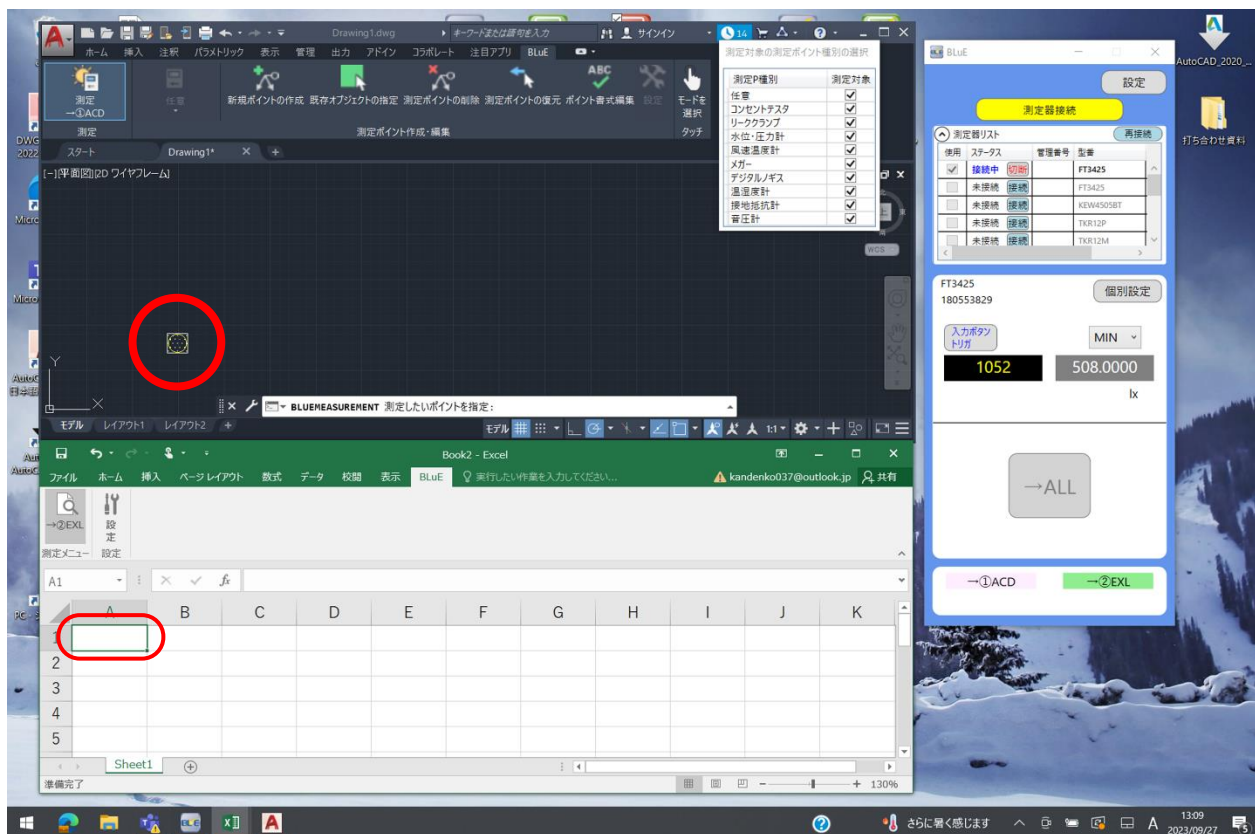 Drawing1.dwg
キーワードまたは語句を入力
サインイン
14
ホーム 挿入 注釈 パラメトリック 表示 管理 出力 アドイン コラボレート 注目アプリ BLuE
測定
→①ACD
任意
新規ポイントの作成
既存オブジェクトの指定
測定ポイントの削除
測定ポイントの復元
ABC
ポイント書式編集
設定
モードを
選択
測定
測定ポイント作成・編集
タッチ
スタート
Drawing1*
[-][平面図][2D ワイヤフレーム]
測定対象の測定ポイント種別の選択
測定P種別 測定対象
任意
コンセントテスタ
リーククランプ
水位・圧力計
風速温度計
メガー
デジタルノギス
温湿度計
接地抵抗計
音圧計
上
東
南
WCS
Y
X
BLUEMEASUREMENT 測定したいポイントを指定:
モデル レイアウト1 レイアウト2 +
モデル
1:1
Book2 - Excel
ファイル ホーム 挿入 ページ レイアウト 数式 データ 校閲 表示 BLuE 実行したい作業を入力してください...
kandenko037@outlook.jp
共有
→②EXL
設
定
測定メニュー 設定
A1
fx
A B C D E F G H I J K
1
2
3
4
5
Sheet1
準備完了
130%
BLuE
設定
測定器接続
測定器リスト
再接続
使用 ステータス 管理番号 型番
接続中 切断 FT3425
未接続 接続 FT3425
未接続 接続 KEW4505BT
未接続 接続 TKR12P
未接続 接続 TKR12M
FT3425
180553829
個別設定
入力ボタン
トリガ
MIN
1052
508.0000
lx
→ALL
→①ACD
→②EXL
AutoCAD_2020_...
打ち合わせ資料
DWG
2022
さらに暑く感じます
A
13:09
2023/09/27